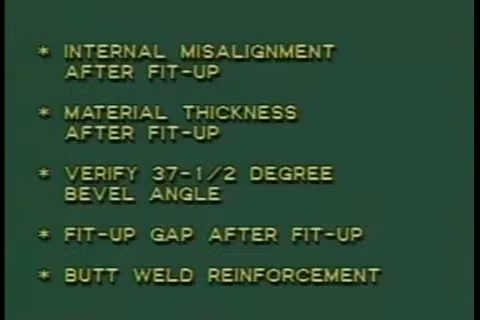 * INTERNAL MISALIGNMENT
AFTER FIT-UP
* MATERIAL THICKNESS
AFTER FIT-UP
* VERIFY 37-1/2 DEGREE
BEVEL ANGLE
* FIT-UP GAP AFTER FIT-UP
* BUTT WELD REINFORCEMENT